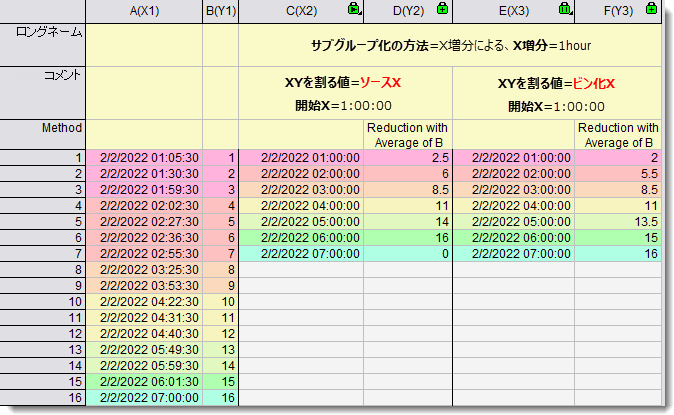 A(X1) B(Y1) C(X2) D(Y2) E(X3) F(Y3)
ロングネーム サブグループ化の方法=X増分による、X増分=1hour
コメント XYを割る値=ソースX XYを割る値=ビン化X
開始X=1:00:00 開始X=1:00:00
Method Reduction with Reduction with
Average of B Average of B
1 2/2/2022 01:05:30 1 2/2/2022 01:00:00 2.5 2/2/2022 01:00:00 2
2 2/2/2022 01:30:30 2 2/2/2022 02:00:00 6 2/2/2022 02:00:00 5.5
3 2/2/2022 01:59:30 3 2/2/2022 03:00:00 8.5 2/2/2022 03:00:00 8.5
4 2/2/2022 02:02:30 4 2/2/2022 04:00:00 11 2/2/2022 04:00:00 11
5 2/2/2022 02:27:30 5 2/2/2022 05:00:00 14 2/2/2022 05:00:00 13.5
6 2/2/2022 02:36:30 6 2/2/2022 06:00:00 16 2/2/2022 06:00:00 15
7 2/2/2022 02:55:30 7 2/2/2022 07:00:00 0 2/2/2022 07:00:00 16
8 2/2/2022 03:25:30 8
9 2/2/2022 03:53:30 9
10 2/2/2022 04:22:30 10
11 2/2/2022 04:31:30 11
12 2/2/2022 04:40:30 12
13 2/2/2022 05:49:30 13
14 2/2/2022 05:59:30 14
15 2/2/2022 06:01:30 15
16 2/2/2022 07:00:00 16